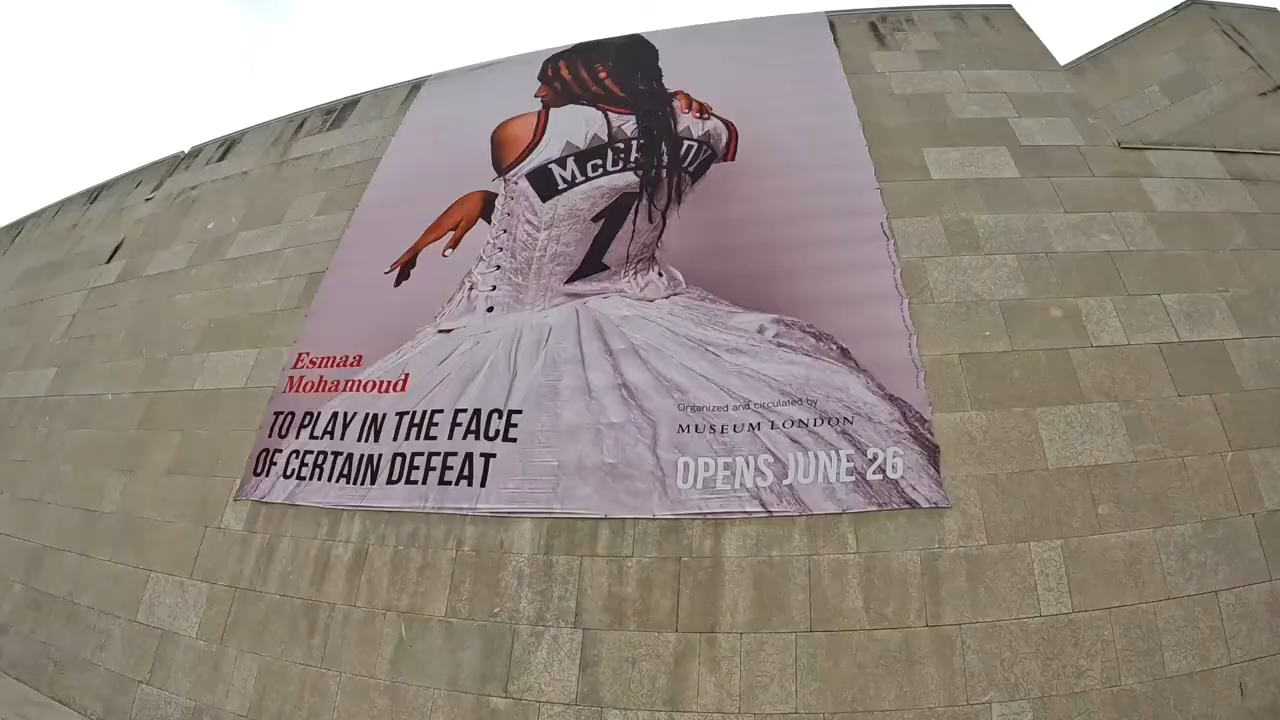 McGRADY
1
Esmaa
Mohamoud
TO PLAY IN THE FACE
OF CERTAIN DEFEAT
Organized and circulated by
MUSEUM LONDON
OPENS JUNE 26